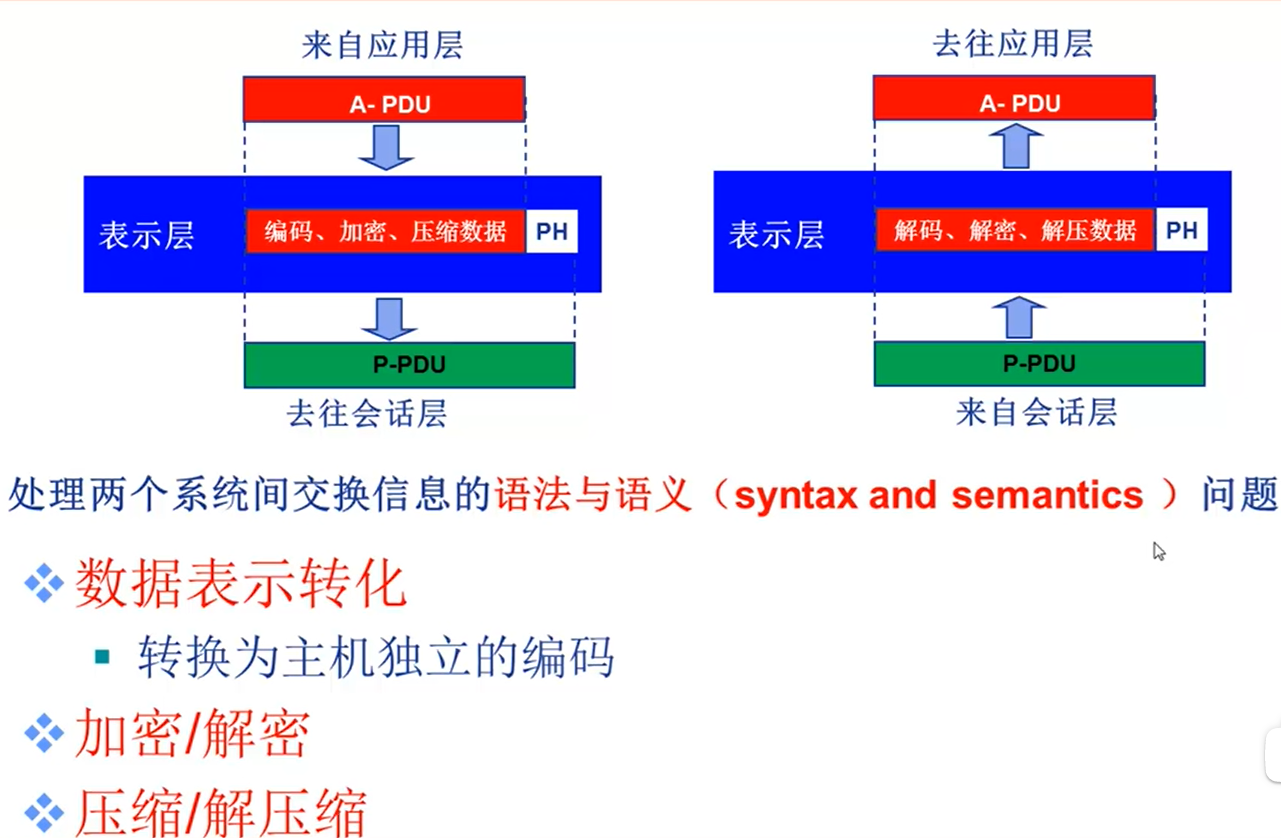 来自应用层
A- PDU
表示层
编码、加密、压缩数据
PH
P-PDU
去往会话层
去往应用层
A- PDU
表示层
解码、解密、解压数据
PH
P-PDU
来自会话层
处理两个系统间交换信息的语法与语义（syntax and semantics ）问题
数据表示转化
转换为主机独立的编码
加密/解密
压缩/解压缩